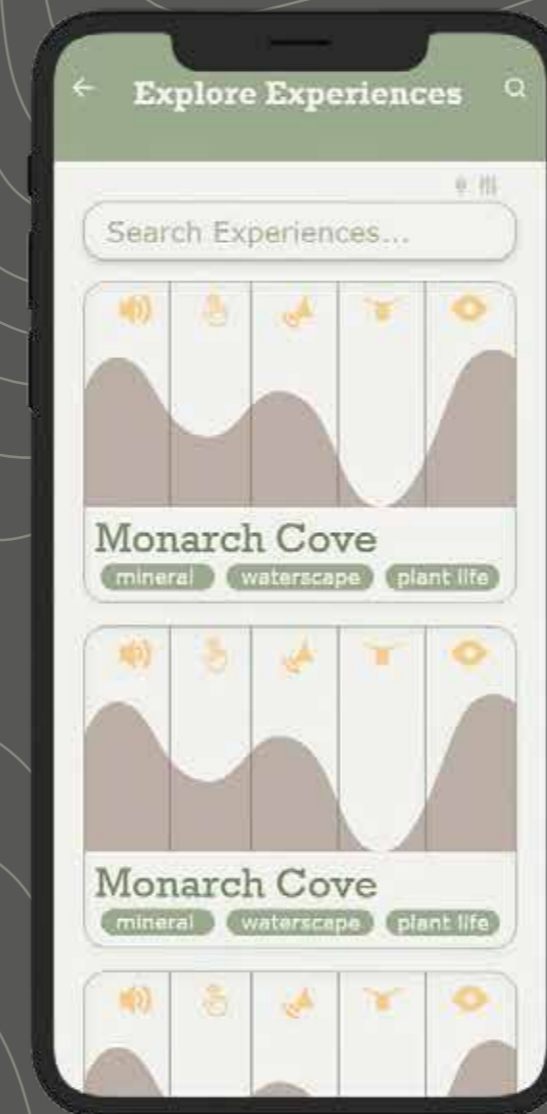 Explore Experiences
Search Experiences...
Monarch Cove
mineral waterscape plant life
Monarch Cove
mineral waterscape plant life